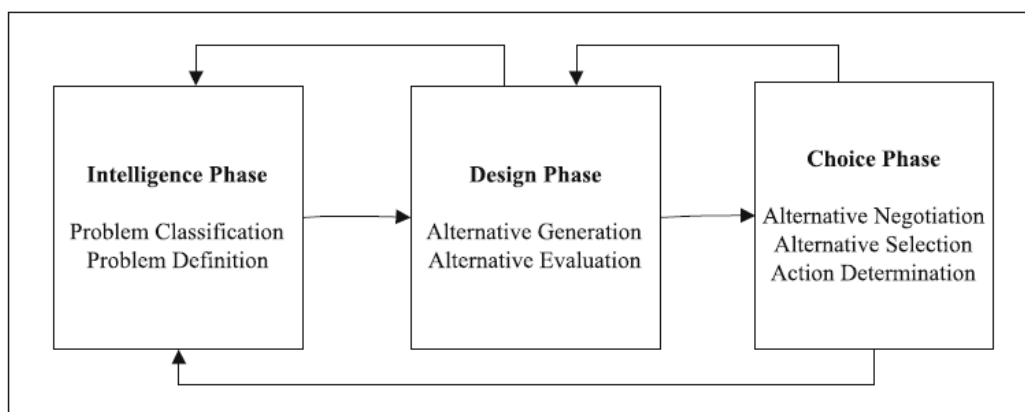 Intelligence Phase
Problem Classification
Problem Definition
Design Phase
Alternative Generation
Alternative Evaluation
Choice Phase
Alternative Negotiation
Alternative Selection
Action Determination